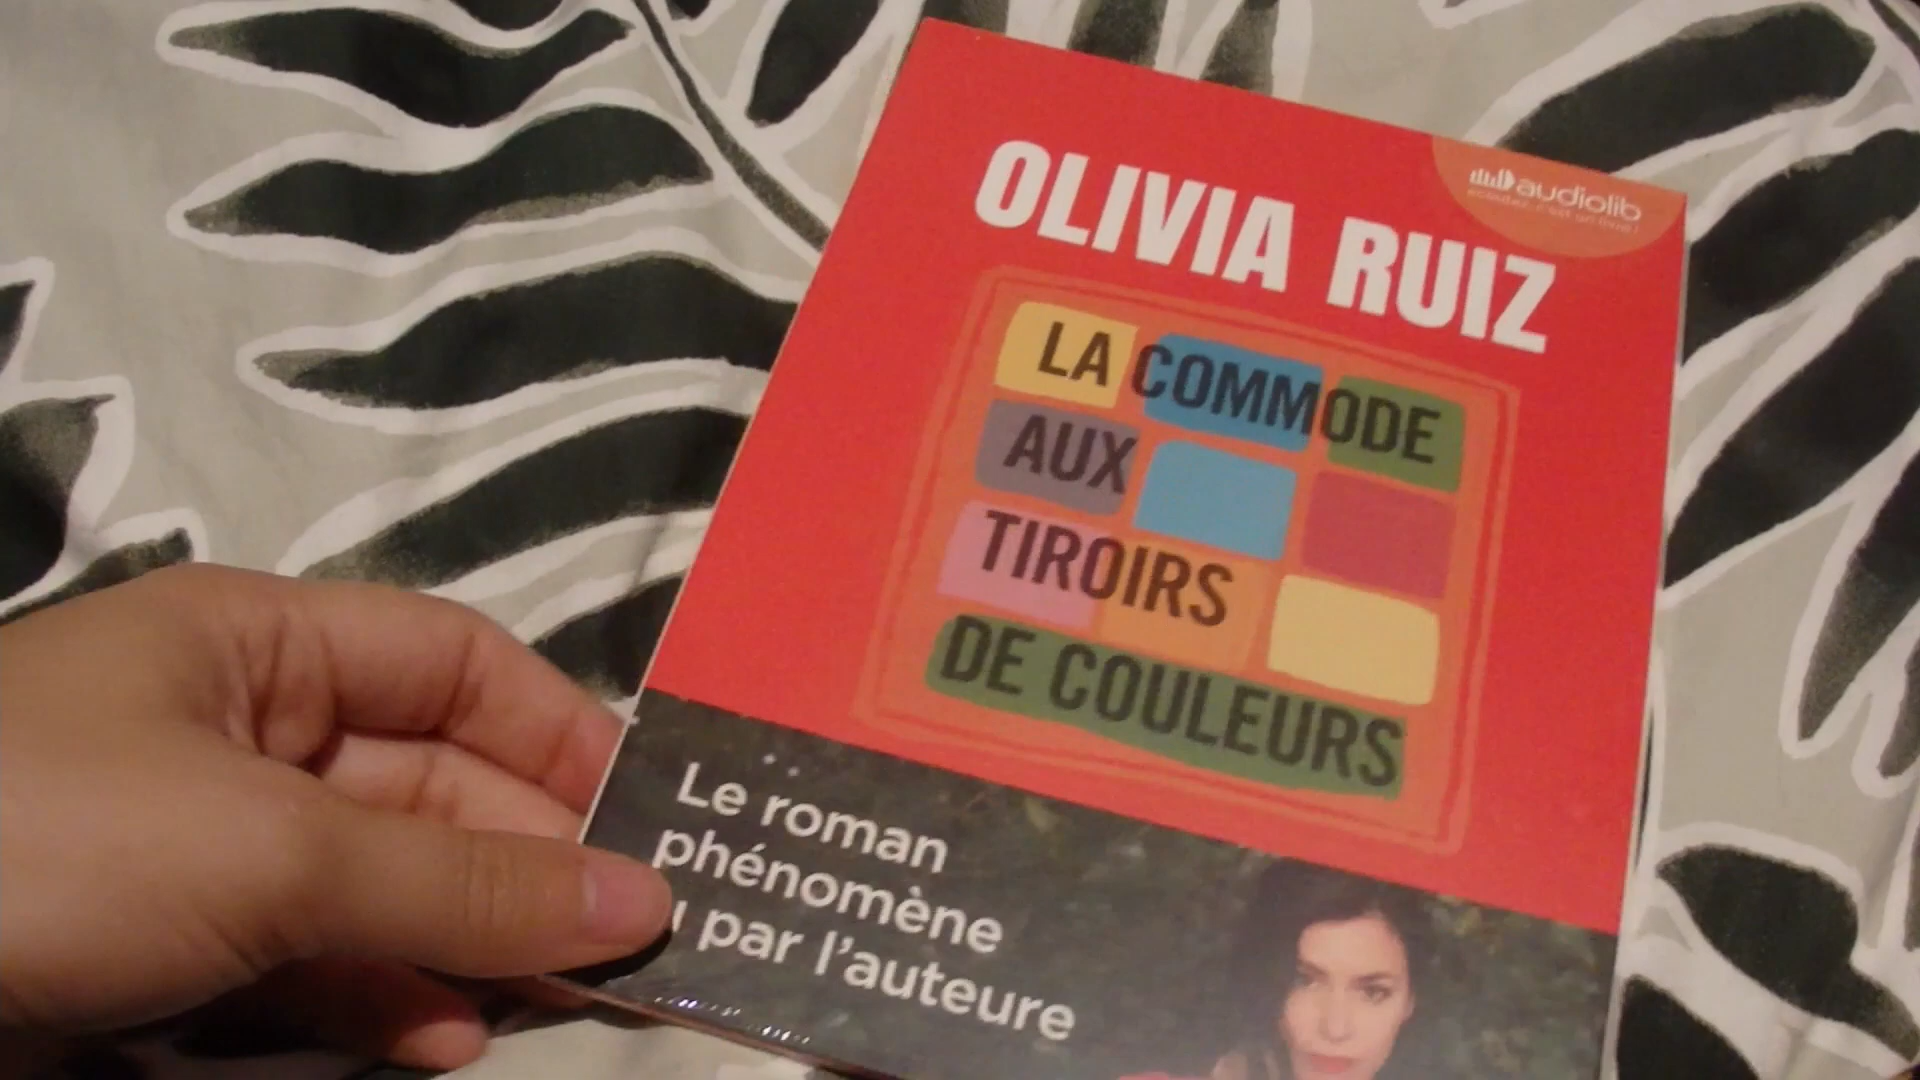 audiolib
OLIVIA RUIZ
LA COMMODE
AUX
TIROIRS
DE COULEURS
Le roman
phénomène
par l'auteure